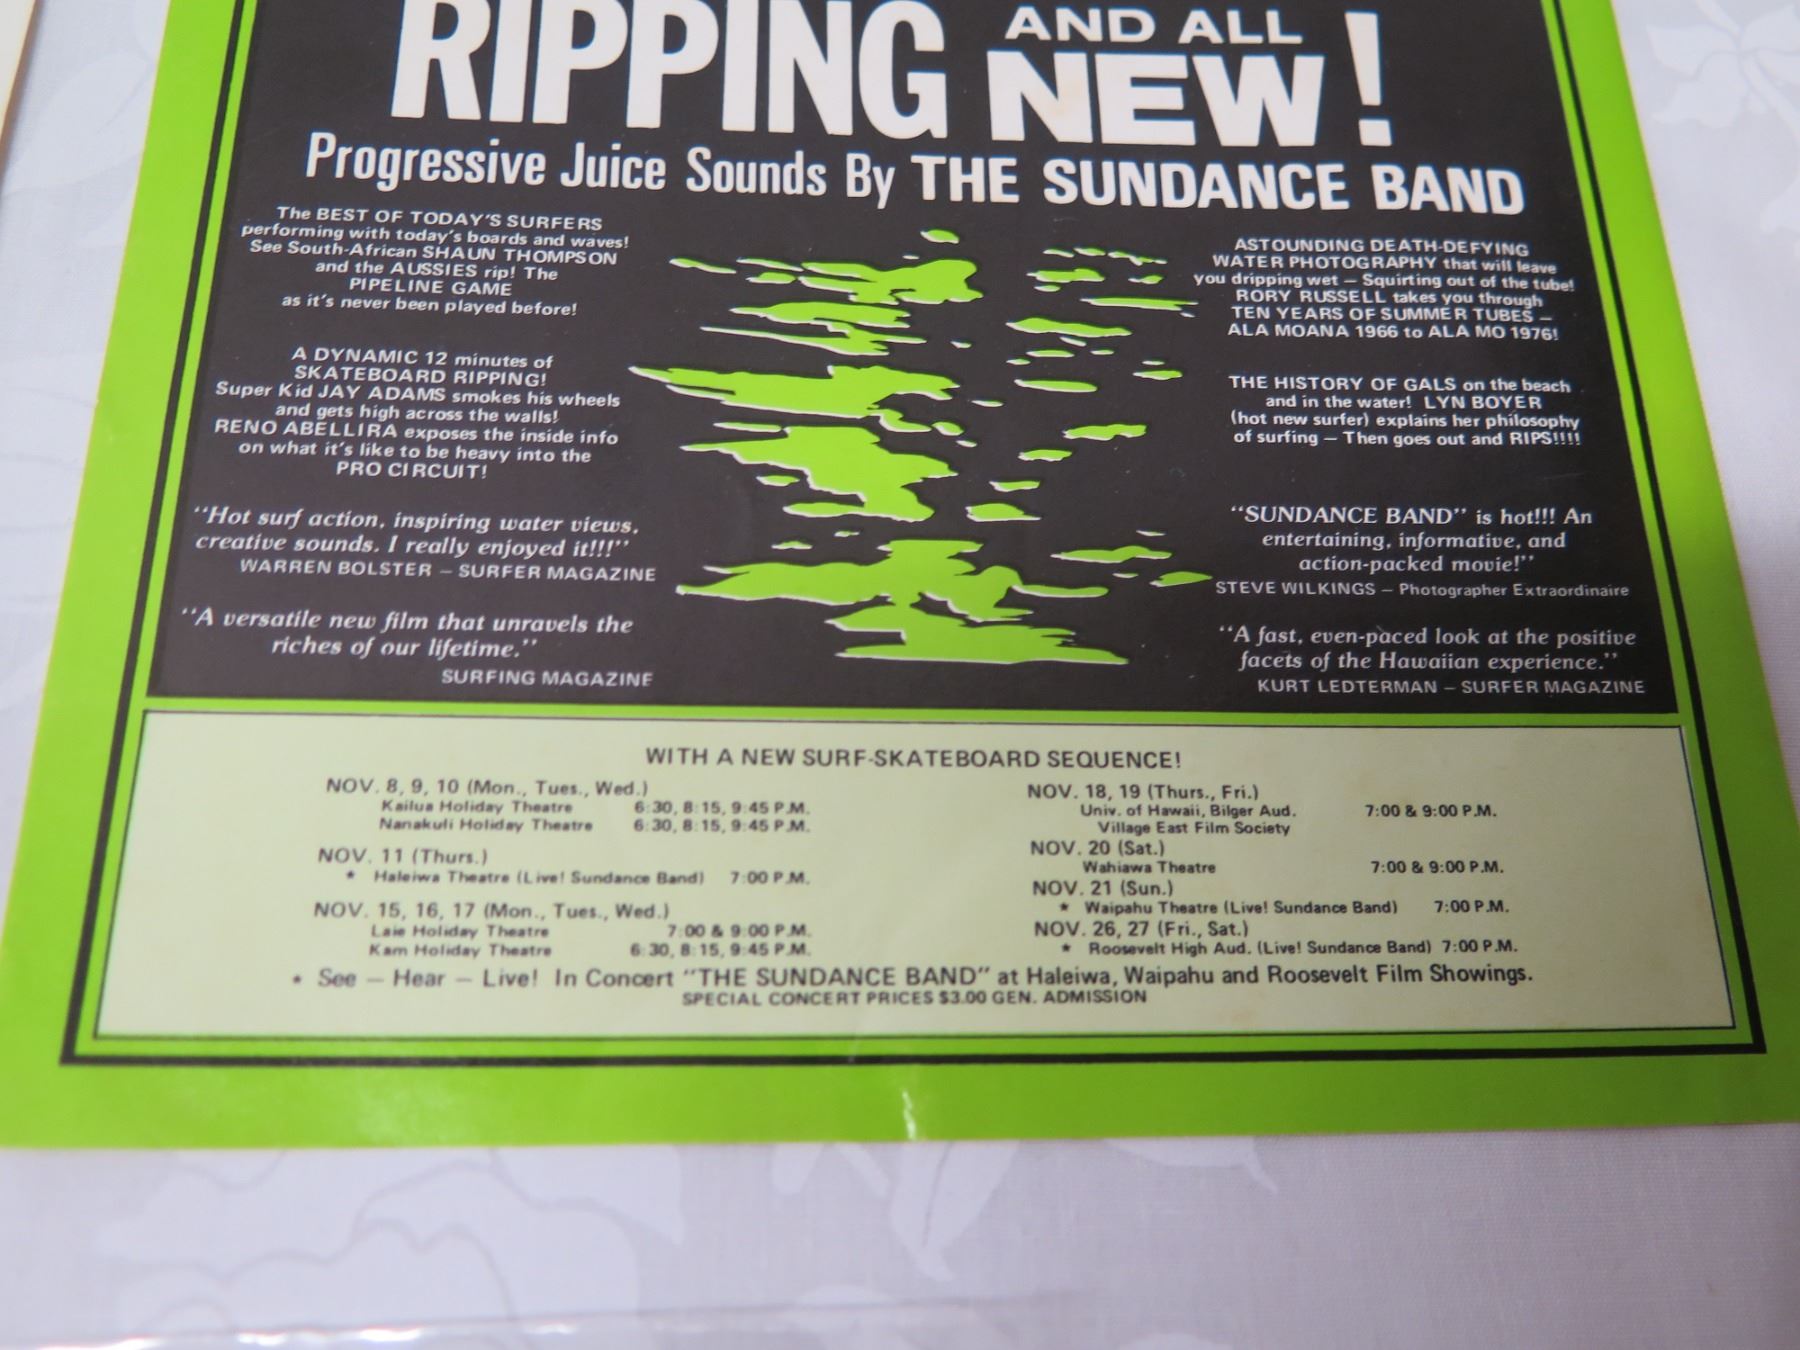 RIPPING AND ALL NEW!
Progressive Juice Sounds By THE SUNDANCE BAND
The BEST OF TODAY'S SURFERS
performing with today's boards and waves!
See South-African SHAUN THOMPSON
and the AUSSIES rip! The
PIPELINE GAME
as it's never been played before!
A DYNAMIC 12 minutes of
SKATEBOARD RIPPING!
Super Kid JAY ADAMS smokes his wheels
and gets high across the walls!
RENO ABELLIRA exposes the inside info
on what it's like to be heavy into the
PRO CIRCUIT!
"Hot surf action, inspiring water views,
creative sounds. I really enjoyed it!!!"
WARREN BOLSTER – SURFER MAGAZINE
"A versatile new film that unravels the
riches of our lifetime."
SURFING MAGAZINE
ASTOUNDING DEATH-DEFYING
WATER PHOTOGRAPHY that will leave
you dripping wet – Squirting out of the tube!
RORY RUSSELL takes you through
TEN YEARS OF SUMMER TUBES –
ALA MOANA 1966 to ALA MO 1976!
THE HISTORY OF GALS on the beach
and in the water! LYN BOYER
(hot new surfer) explains her philosophy
of surfing – Then goes out and RIPS!!!!
"SUNDANCE BAND" is hot!!! An
entertaining, informative, and
action-packed movie!"
STEVE WILKINGS – Photographer Extraordinaire
"A fast, even-paced look at the positive
facets of the Hawaiian experience."
KURT LEDTERMAN – SURFER MAGAZINE
WITH A NEW SURF-SKATEBOARD SEQUENCE!
NOV. 8, 9, 10 (Mon., Tues., Wed.)
Kailua Holiday Theatre 6:30, 8:15, 9:45 P.M.
Nanakuli Holiday Theatre 6:30, 8:15, 9:45 P.M.
NOV. 11 (Thurs.)
* Haleiwa Theatre (Live! Sundance Band) 7:00 P.M.
NOV. 15, 16, 17 (Mon., Tues., Wed.)
Laie Holiday Theatre 7:00 & 9:00 P.M.
Kam Holiday Theatre 6:30, 8:15, 9:45 P.M.
NOV. 18, 19 (Thurs., Fri.)
Univ. of Hawaii, Bilger Aud. 7:00 & 9:00 P.M.
Village East Film Society
NOV. 20 (Sat.)
Wahiawa Theatre 7:00 & 9:00 P.M.
NOV. 21 (Sun.)
* Waipahu Theatre (Live! Sundance Band) 7:00 P.M.
NOV. 26, 27 (Fri., Sat.)
* Roosevelt High Aud. (Live! Sundance Band) 7:00 P.M.
* See – Hear – Live! In Concert "THE SUNDANCE BAND" at Haleiwa, Waipahu and Roosevelt Film Showings.
SPECIAL CONCERT PRICES $3.00 GEN. ADMISSION